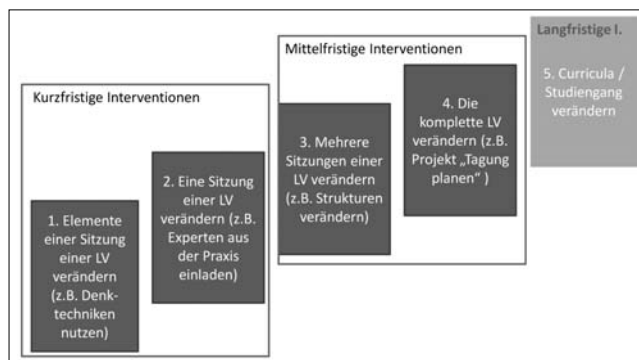 Kurzfristige Interventionen
1. Elemente
einer Sitzung
einer LV
verändern
(z.B. Denk-
techniken
nutzen)
2. Eine Sitzung
einer LV
verändern (z.B.
Experten aus
der Praxis
einladen)
Mittelfristige Interventionen
3. Mehrere
Sitzungen einer
LV verändern
(z.B. Strukturen
verändern)
4. Die
komplette LV
verändern (z.B.
Projekt „Tagung
planen“ )
Langfristige I.
5. Curricula /
Studiengang
verändern